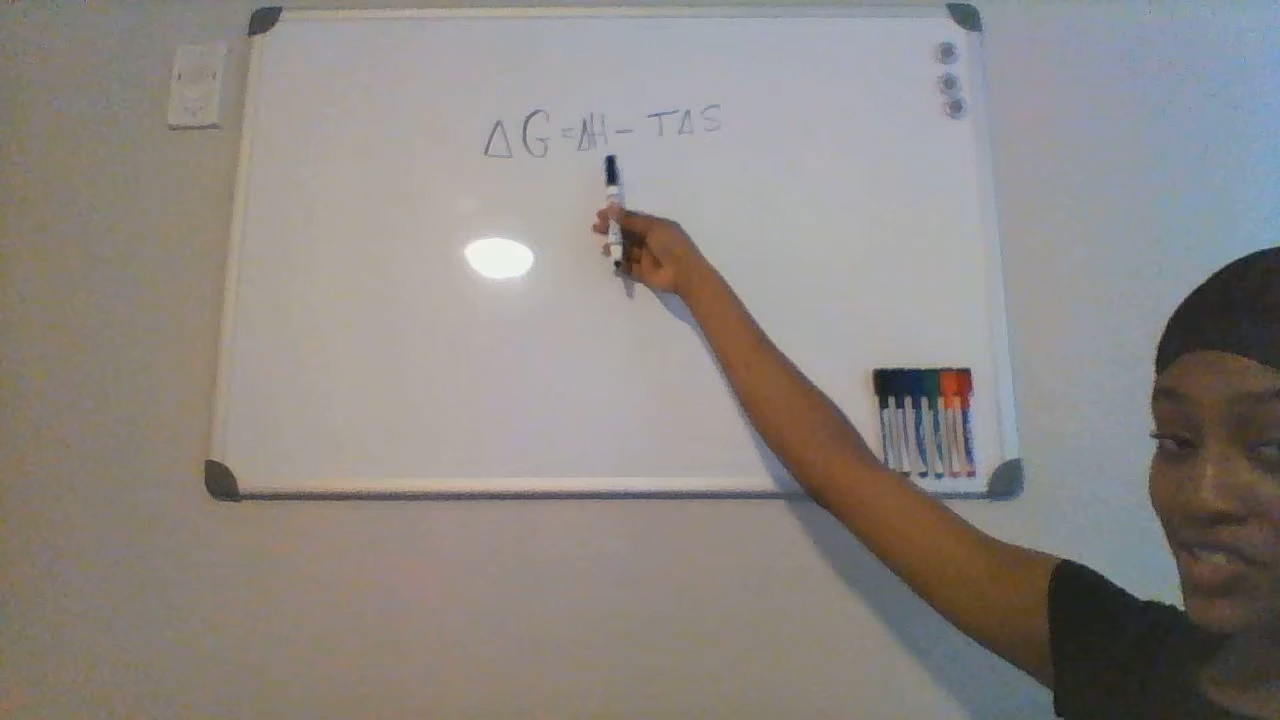 ΔG = ΔH - TΔS